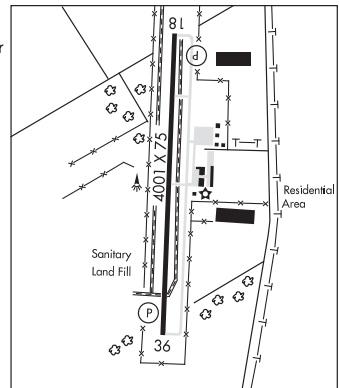 r
18
P
4001 X 75
Residential
Area
Sanitary
Land Fill
P
36